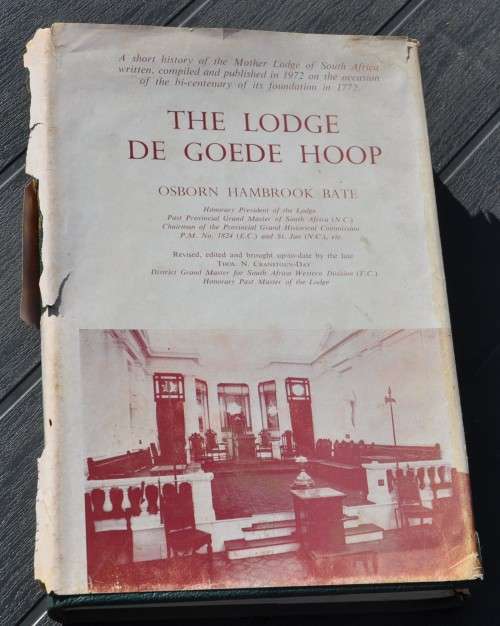 A short history of the Mother Lodge of South Africa
written, compiled and published in 1972 on the occasion
of the bi-centenary of its foundation in 1772.
THE LODGE
DE GOEDE HOOP
OSBORN HAMBROOK BATE
Honorary President of the Lodge
Past Provincial Grand Master of South Africa (N.C.)
Chairman of the Provincial Grand Historical Commission
P.M. No. 1824 (E.C.) and St. Jan (N.C.), etc.
Revised, edited and brought up-to-date by the late
Thos. N. Cranstoun-Day
District Grand Master for South Africa Western Division (E.C.)
Honorary Past Master of the Lodge